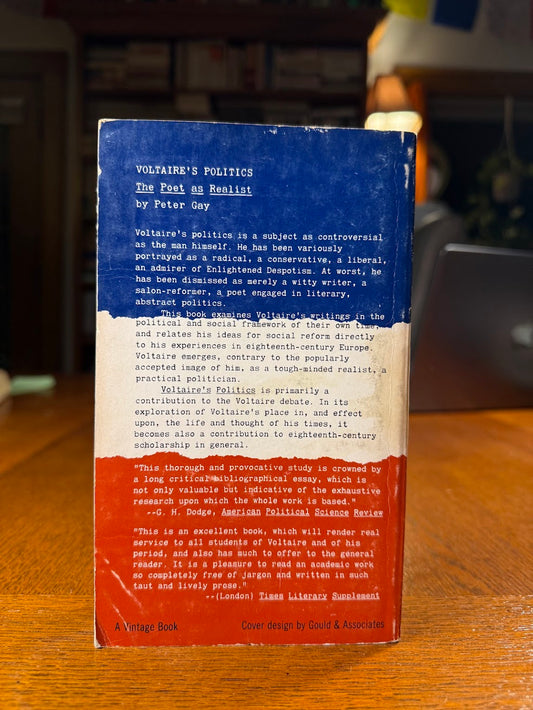 VOLTAIRE'S POLITICS
The Poet as Realist
by Peter Gay
Voltaire's politics is a subject as controversial
as the man himself. He has been variously
portrayed as a radical, a conservative, a liberal,
an admirer of Enlightened Despotism. At worst, he
has been dismissed as merely a witty writer, a
salon-reformer, a poet engaged in literary,
abstract politics.
This book examines Voltaire's writings in the
political and social framework of their own time,
and relates his ideas for social reform directly
to his experiences in eighteenth-century Europe.
Voltaire emerges, contrary to the popularly
accepted image of him, as a tough-minded realist, a
practical politician.
Voltaire's Politics is primarily a
contribution to the Voltaire debate. In its
exploration of Voltaire's place in, and effect
upon, the life and thought of his times, it
becomes also a contribution to eighteenth-century
scholarship in general.
"This thorough and provocative study is crowned by
a long critical bibliographical essay, which is
not only valuable but indicative of the exhaustive
research upon which the whole work is based."
--G. H. Dodge, American Political Science Review
"This is an excellent book, which will render real
service to all students of Voltaire and of his
period, and also has much to offer to the general
reader. It is a pleasure to read an academic work
so completely free of jargon and written in such
taut and lively prose."
--(London) Times Literary Supplement
A Vintage Book Cover design by Gould & Associates